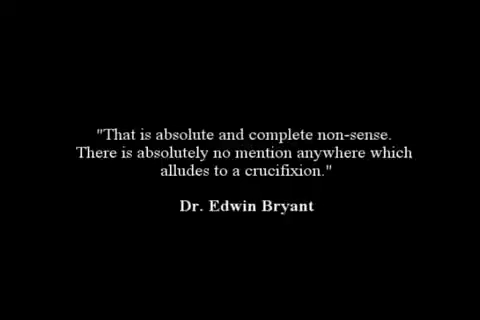 "That is absolute and complete non-sense.
There is absolutely no mention anywhere which
alludes to a crucifixion."
Dr. Edwin Bryant